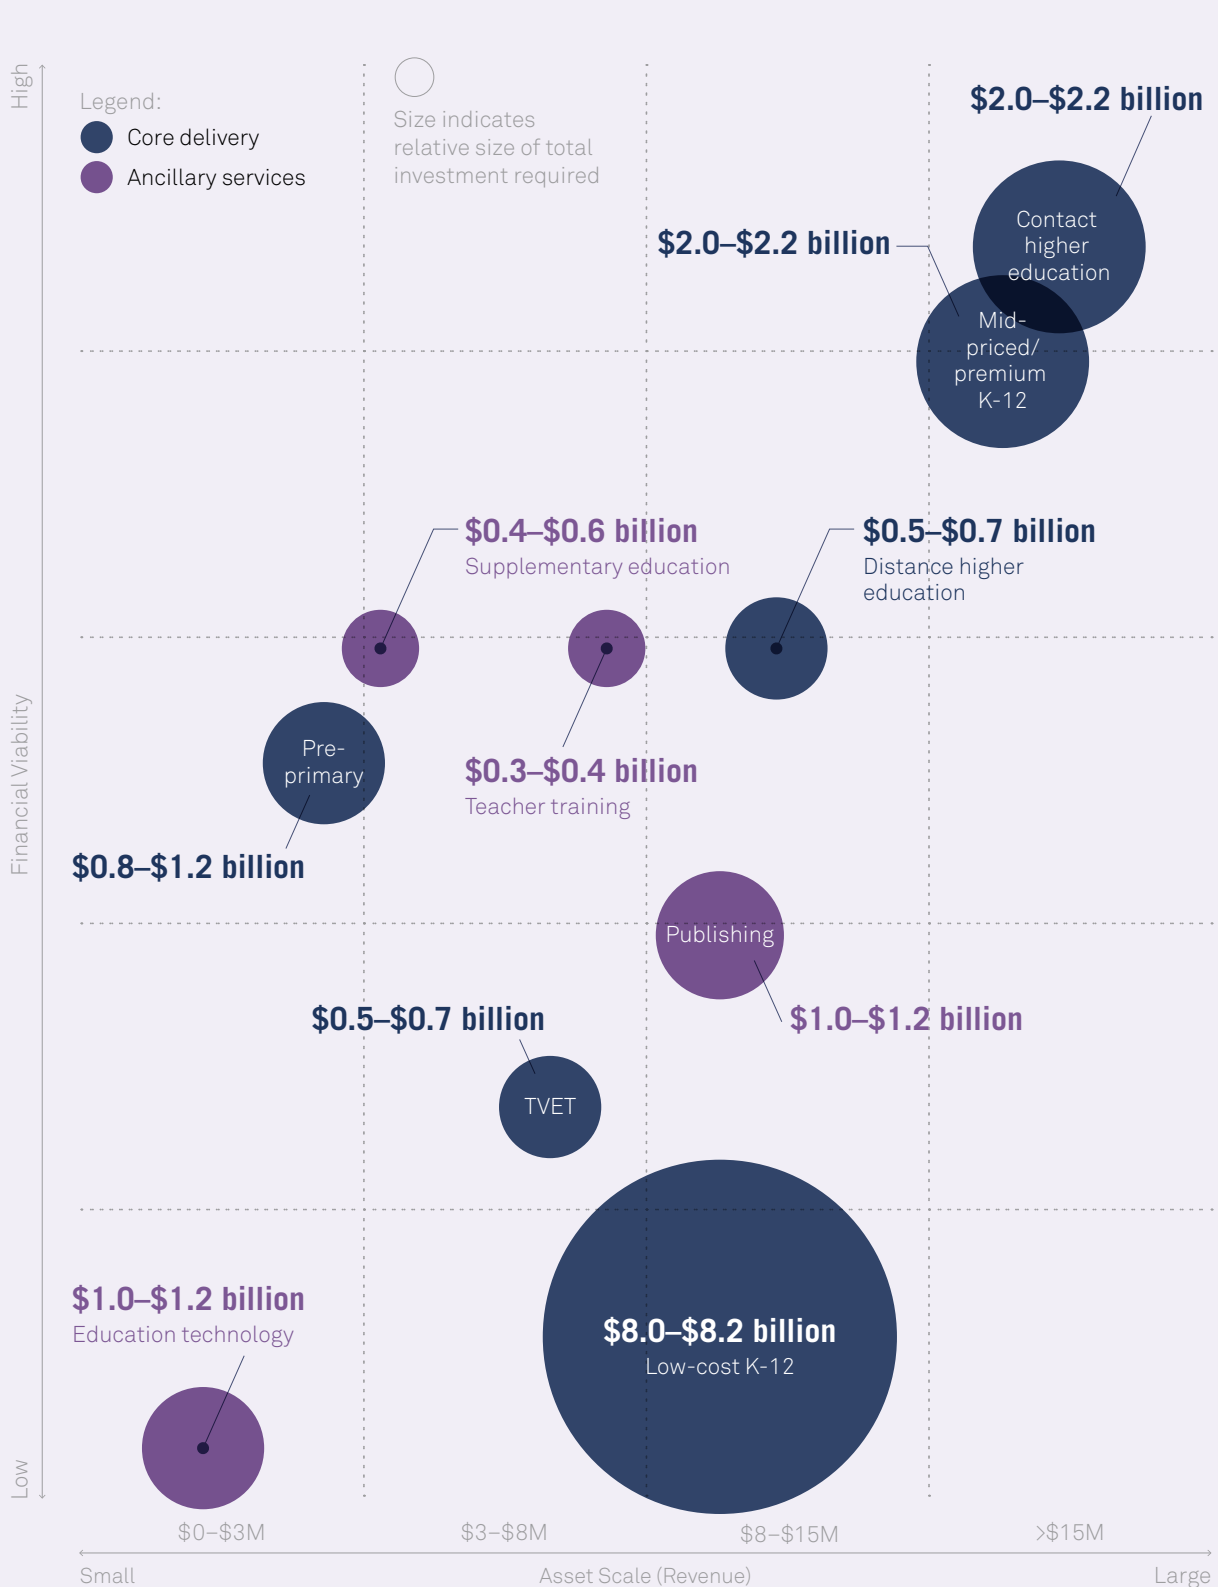 High
Legend:
Core delivery
Ancillary services
Size indicates
relative size of total
investment required
$2.0–$2.2 billion
Contact
higher
education
$2.0–$2.2 billion
Mid-
priced/
premium
K-12
$0.4–$0.6 billion
Supplementary education
$0.5–$0.7 billion
Distance higher
education
Pre-
primary
$0.8–$1.2 billion
$0.3–$0.4 billion
Teacher training
Financial Viability
Publishing
$1.0–$1.2 billion
$0.5–$0.7 billion
TVET
$1.0–$1.2 billion
Education technology
$8.0–$8.2 billion
Low-cost K-12
Low
$0–$3M
$3–$8M
$8–$15M
>$15M
Small
Asset Scale (Revenue)
Large